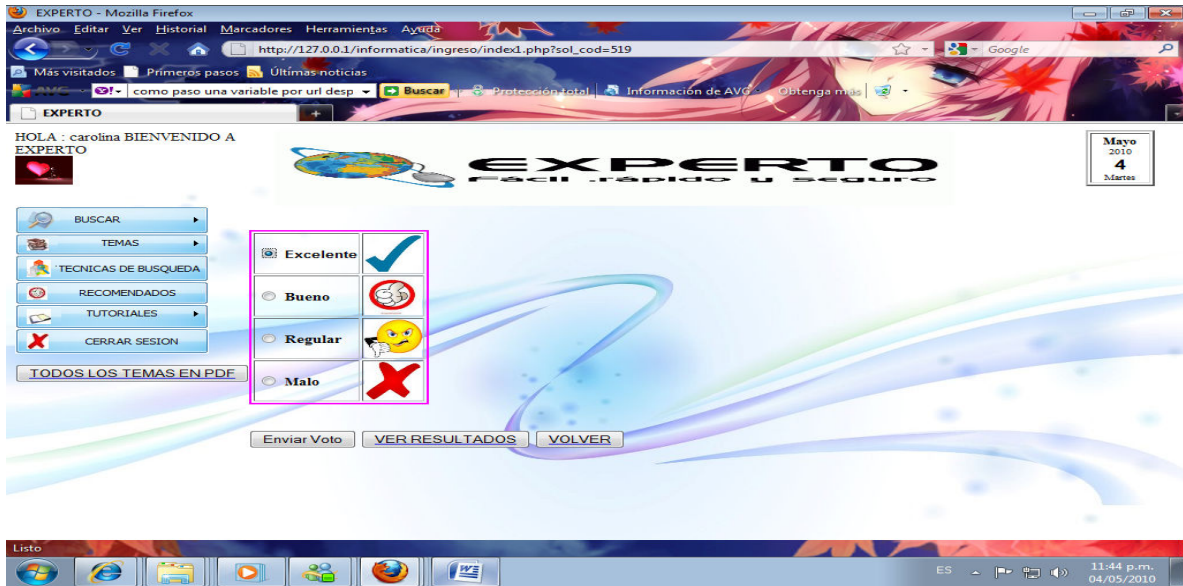 EXPERTO - Mozilla Firefox
Archivo Editar Ver Historial Marcadores Herramientas Ayuda
http://127.0.0.1/informatica/ingreso/index1.php?sol_cod=519
Google
Más visitados Primeros pasos Últimas noticias
AVG como paso una variable por url desp Buscar Protección total Información de AVG Obtenga más
EXPERTO
HOLA : carolina BIENVENIDO A
EXPERTO
EXPERTO
Fácil .rápido y seguro
Mayo
2010
4
Martes
BUSCAR
TEMAS
TECNICAS DE BUSQUEDA
RECOMENDADOS
TUTORIALES
CERRAR SESION
TODOS LOS TEMAS EN PDF
Excelente
Bueno
Regular
Malo
Enviar Voto VER RESULTADOS VOLVER
Listo
ES
11:44 p.m.
04/05/2010